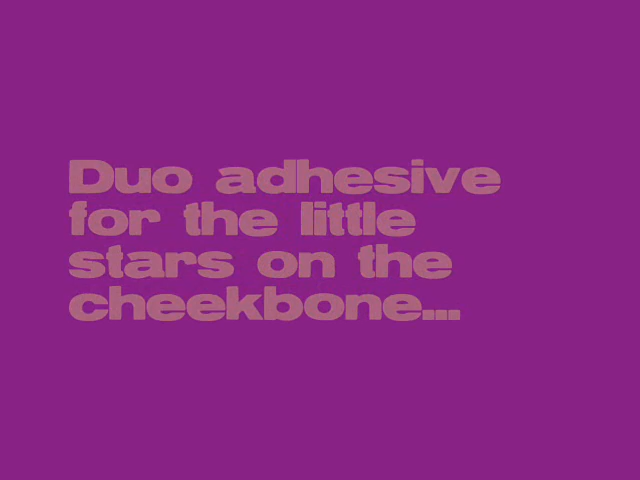 Duo adhesive
for the little
stars on the
cheekbone...